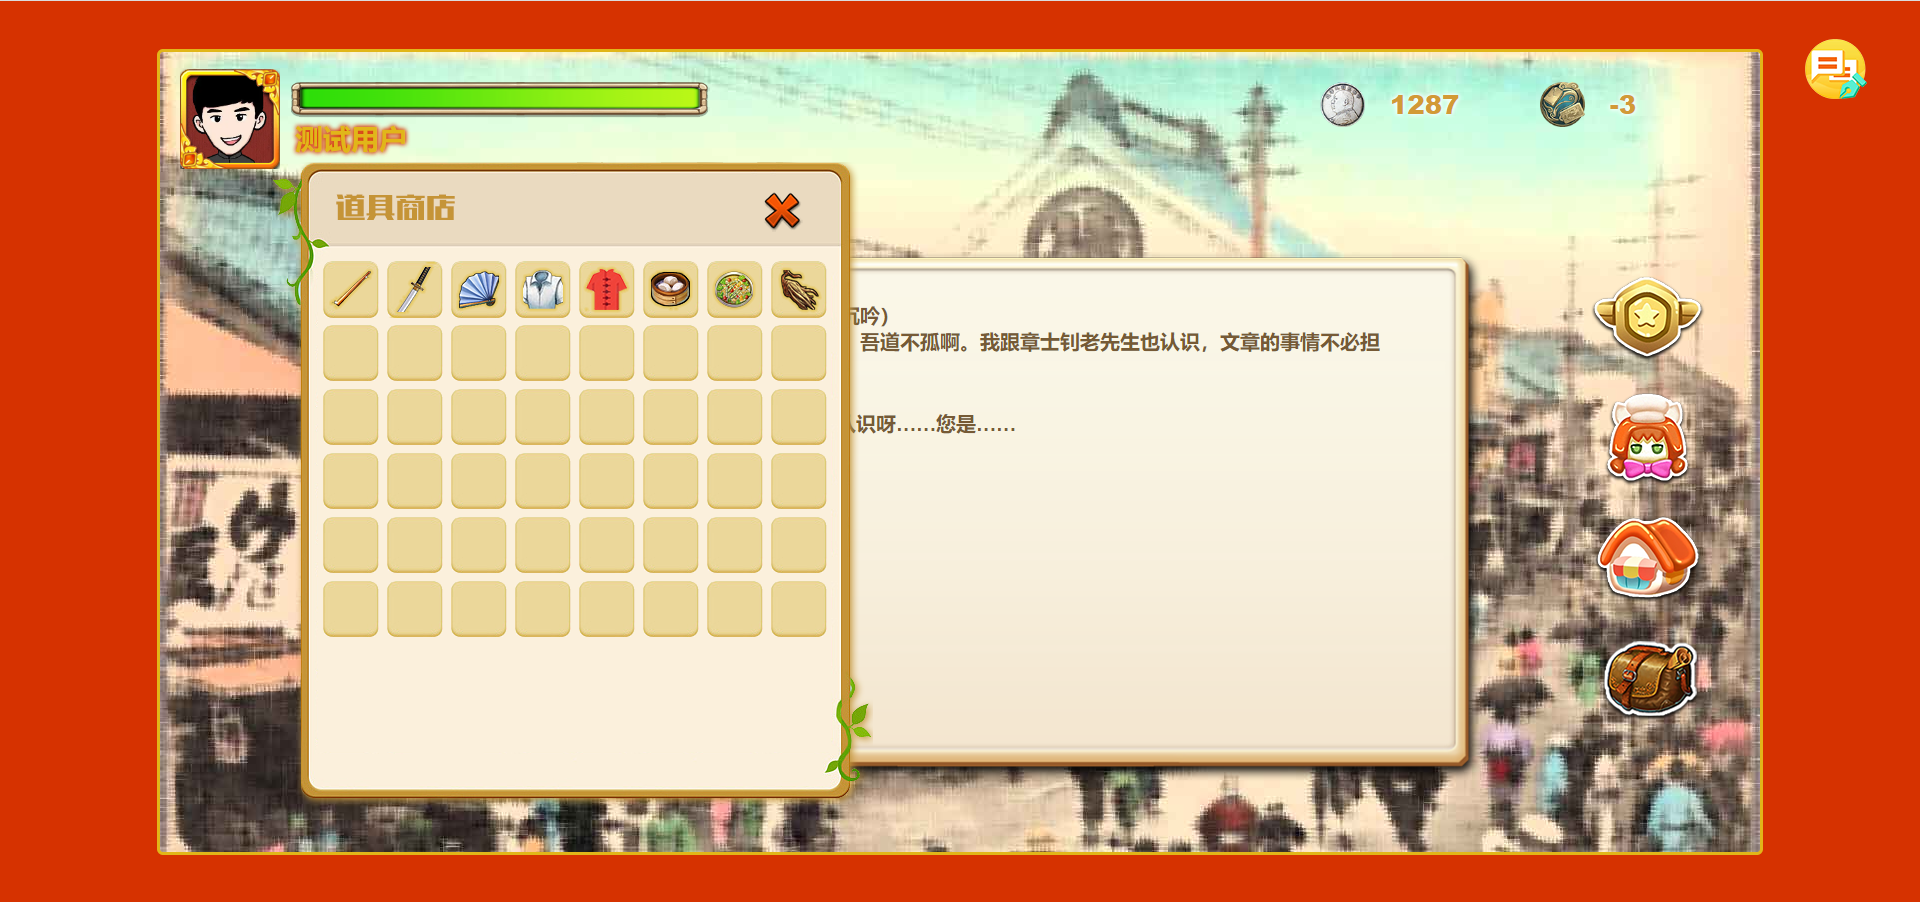 测试用户
1287
-3
道具商店
沉吟）
吾道不孤啊。我跟章士钊老先生也认识，文章的事情不必担
识呀……您是……